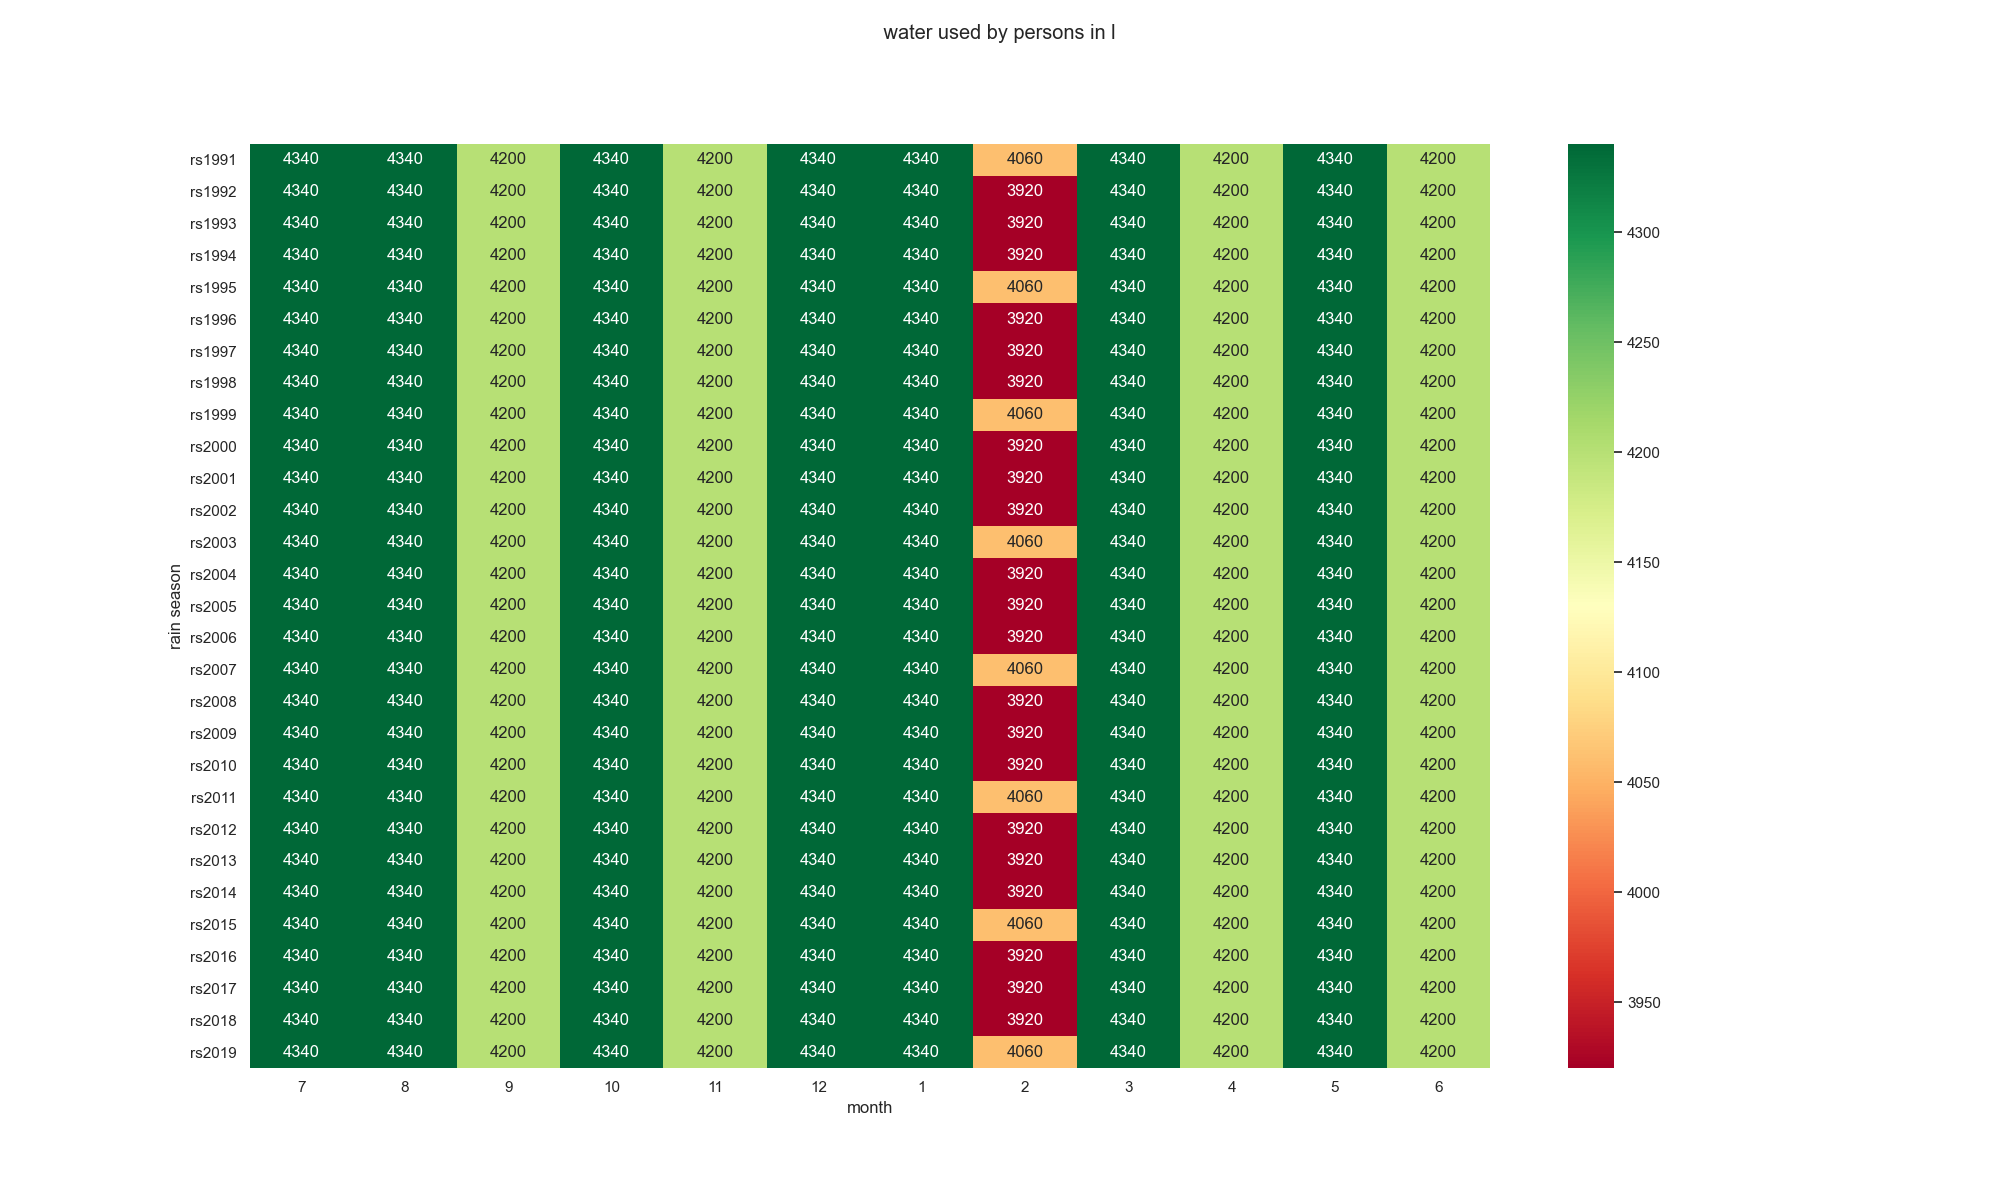 water used by persons in l
rs1991 4340 4340 4200 4340 4200 4340 4340 4060 4340 4200 4340 4200
rs1992 4340 4340 4200 4340 4200 4340 4340 3920 4340 4200 4340 4200
rs1993 4340 4340 4200 4340 4200 4340 4340 3920 4340 4200 4340 4200
rs1994 4340 4340 4200 4340 4200 4340 4340 3920 4340 4200 4340 4200
rs1995 4340 4340 4200 4340 4200 4340 4340 4060 4340 4200 4340 4200
rs1996 4340 4340 4200 4340 4200 4340 4340 3920 4340 4200 4340 4200
rs1997 4340 4340 4200 4340 4200 4340 4340 3920 4340 4200 4340 4200
rs1998 4340 4340 4200 4340 4200 4340 4340 3920 4340 4200 4340 4200
rs1999 4340 4340 4200 4340 4200 4340 4340 4060 4340 4200 4340 4200
rs2000 4340 4340 4200 4340 4200 4340 4340 3920 4340 4200 4340 4200
rs2001 4340 4340 4200 4340 4200 4340 4340 3920 4340 4200 4340 4200
rs2002 4340 4340 4200 4340 4200 4340 4340 3920 4340 4200 4340 4200
rs2003 4340 4340 4200 4340 4200 4340 4340 4060 4340 4200 4340 4200
rs2004 4340 4340 4200 4340 4200 4340 4340 3920 4340 4200 4340 4200
rs2005 4340 4340 4200 4340 4200 4340 4340 3920 4340 4200 4340 4200
rs2006 4340 4340 4200 4340 4200 4340 4340 3920 4340 4200 4340 4200
rs2007 4340 4340 4200 4340 4200 4340 4340 4060 4340 4200 4340 4200
rs2008 4340 4340 4200 4340 4200 4340 4340 3920 4340 4200 4340 4200
rs2009 4340 4340 4200 4340 4200 4340 4340 3920 4340 4200 4340 4200
rs2010 4340 4340 4200 4340 4200 4340 4340 3920 4340 4200 4340 4200
rs2011 4340 4340 4200 4340 4200 4340 4340 4060 4340 4200 4340 4200
rs2012 4340 4340 4200 4340 4200 4340 4340 3920 4340 4200 4340 4200
rs2013 4340 4340 4200 4340 4200 4340 4340 3920 4340 4200 4340 4200
rs2014 4340 4340 4200 4340 4200 4340 4340 3920 4340 4200 4340 4200
rs2015 4340 4340 4200 4340 4200 4340 4340 4060 4340 4200 4340 4200
rs2016 4340 4340 4200 4340 4200 4340 4340 3920 4340 4200 4340 4200
rs2017 4340 4340 4200 4340 4200 4340 4340 3920 4340 4200 4340 4200
rs2018 4340 4340 4200 4340 4200 4340 4340 3920 4340 4200 4340 4200
rs2019 4340 4340 4200 4340 4200 4340 4340 4060 4340 4200 4340 4200
7 8 9 10 11 12 1 2 3 4 5 6
month
rain season
4300
4250
4200
4150
4100
4050
4000
3950